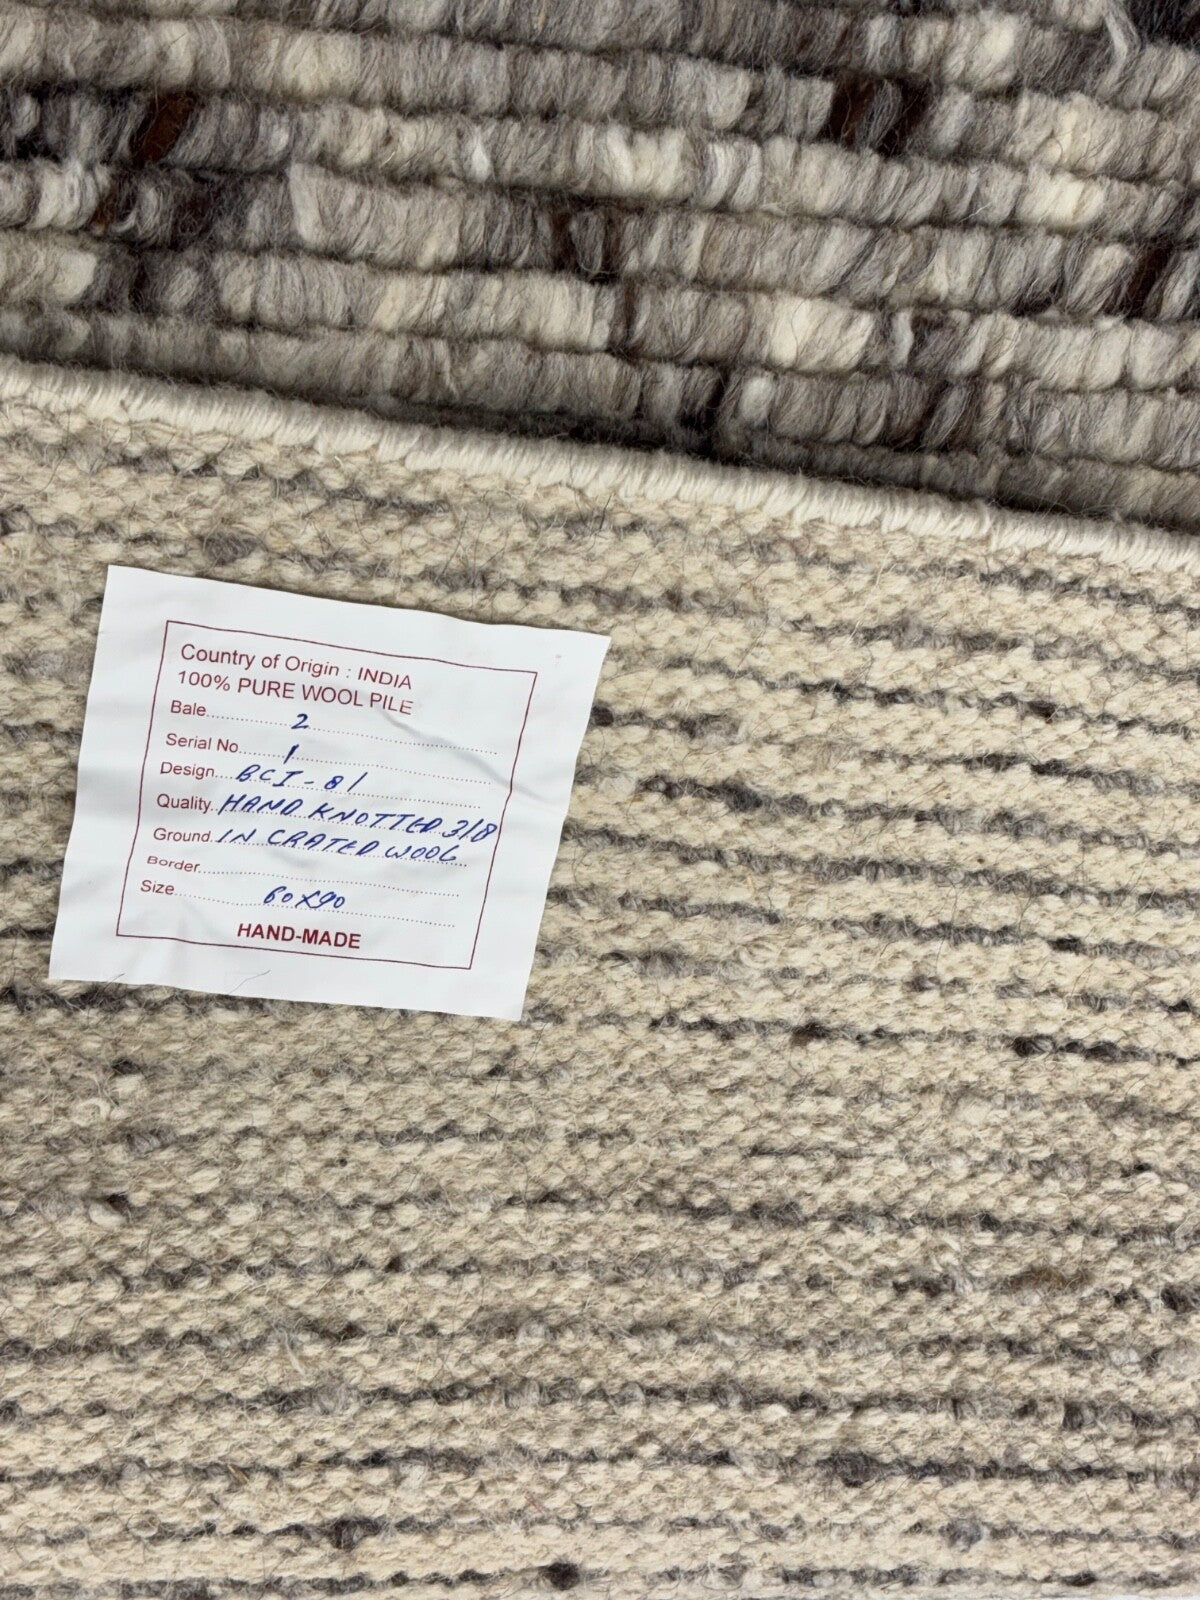 Country of Origin : INDIA
100% PURE WOOL PILE
Bale 2
Serial No 1
Design BCI-81
Quality HAND KNOTTED 3/8
Ground IN CRATED WOOL
Border
Size 60X90
HAND-MADE